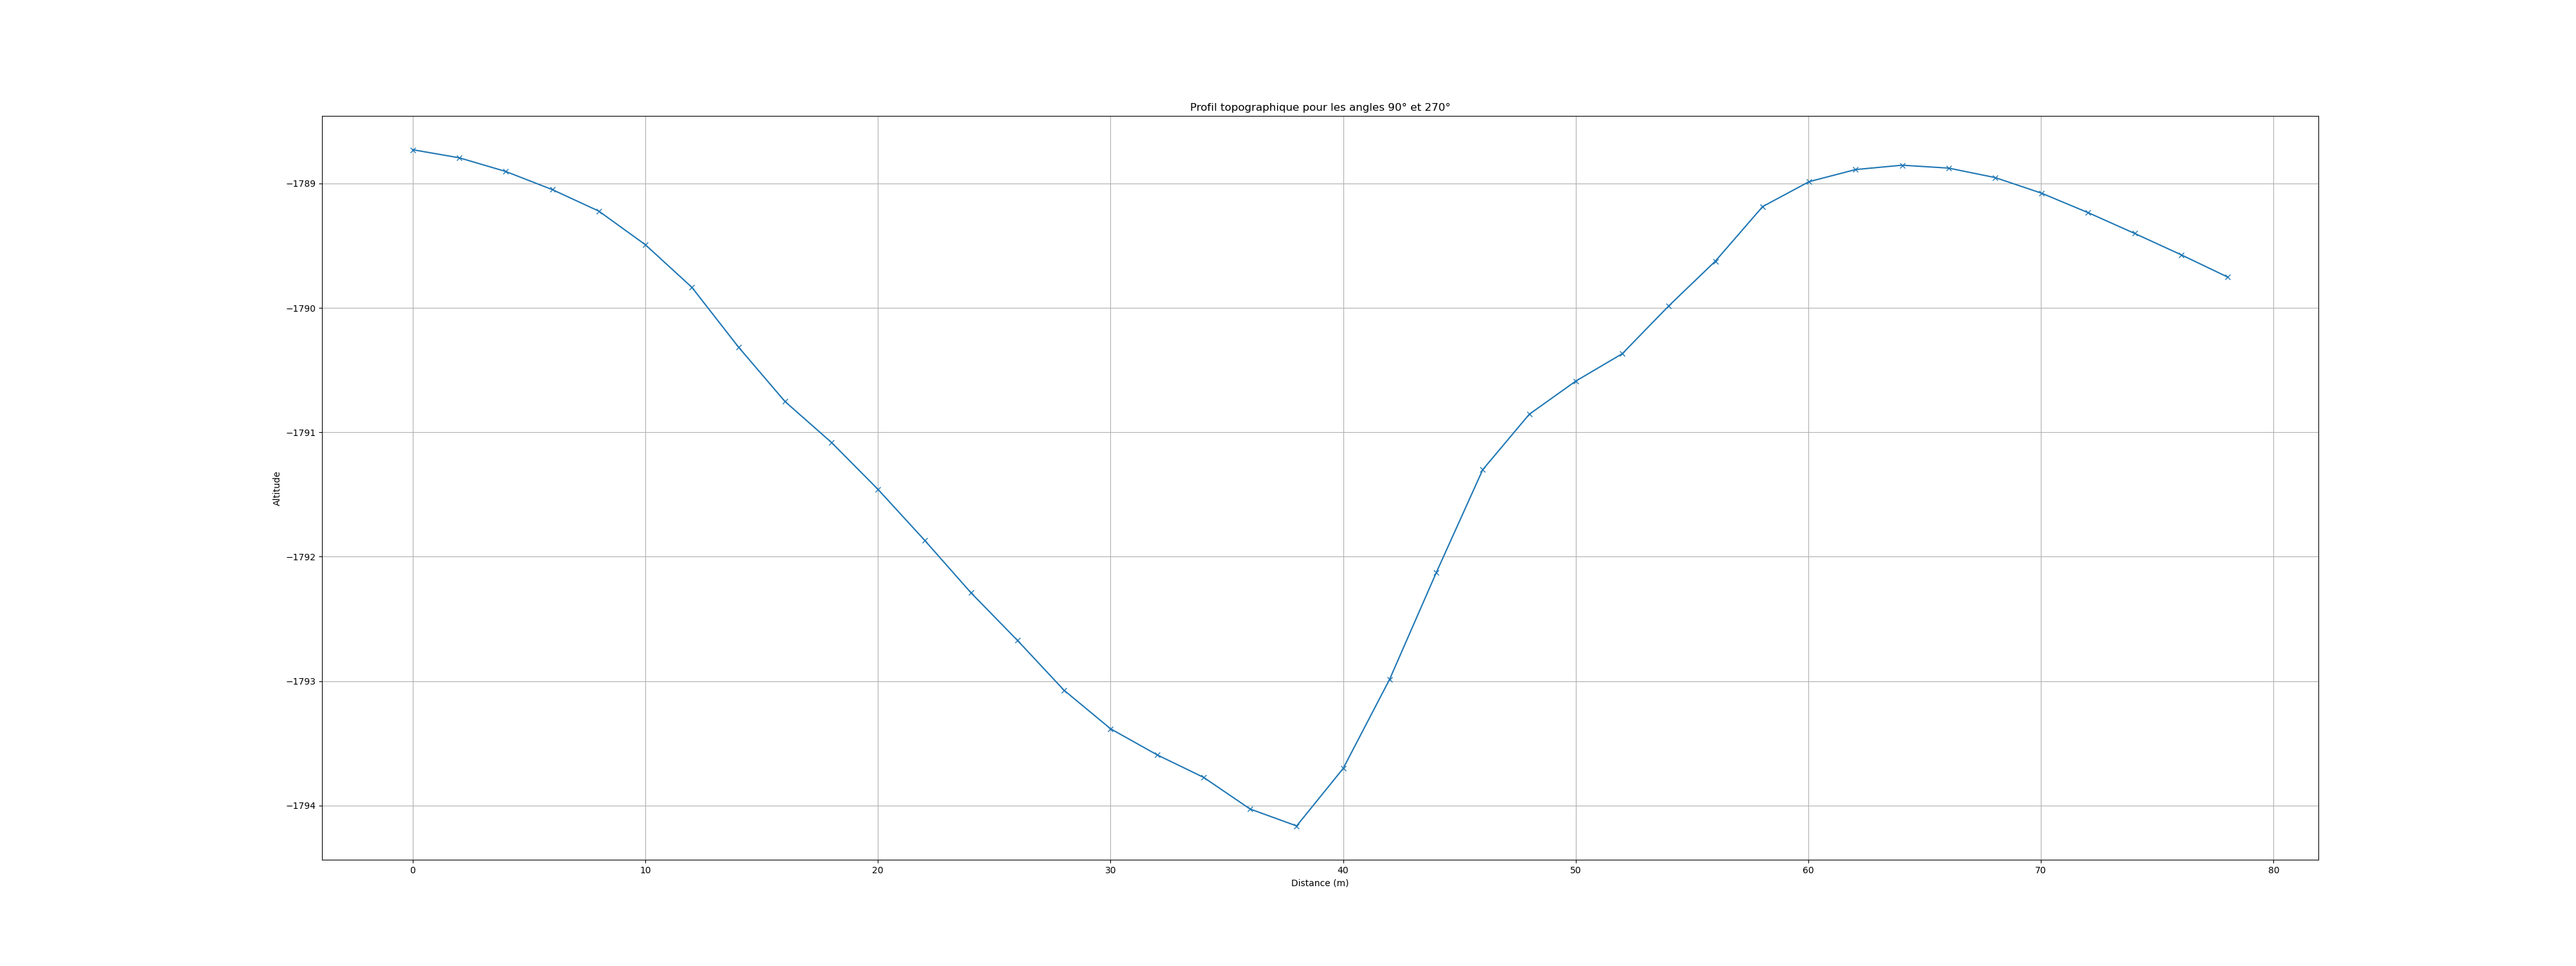 Profil topographique pour les angles 90° et 270°
Altitude
−1789
−1790
−1791
−1792
−1793
−1794
0 10 20 30 40 50 60 70 80
Distance (m)